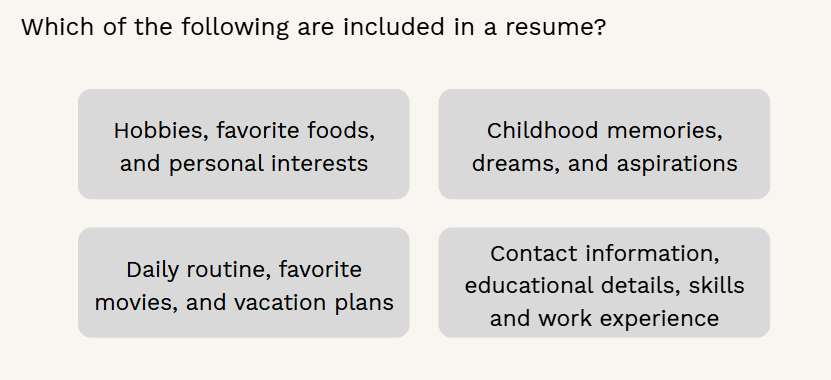 Which of the following are included in a resume?
Hobbies, favorite foods,
and personal interests
Childhood memories,
dreams, and aspirations
Daily routine, favorite
movies, and vacation plans
Contact information,
educational details, skills
and work experience